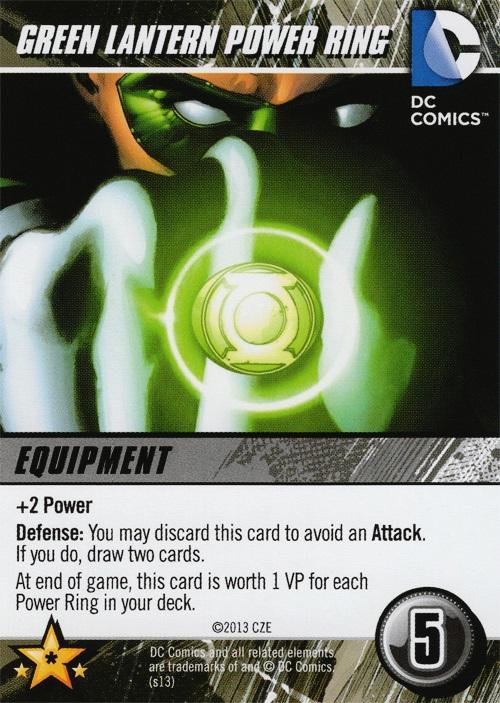 GREEN LANTERN POWER RING
DC
DC
COMICS™
EQUIPMENT
+2 Power
Defense: You may discard this card to avoid an Attack.
If you do, draw two cards.
At end of game, this card is worth 1 VP for each
Power Ring in your deck.
©2013 CZE
*
5
DC Comics and all related elements
are trademarks of and © DC Comics.
(s13)